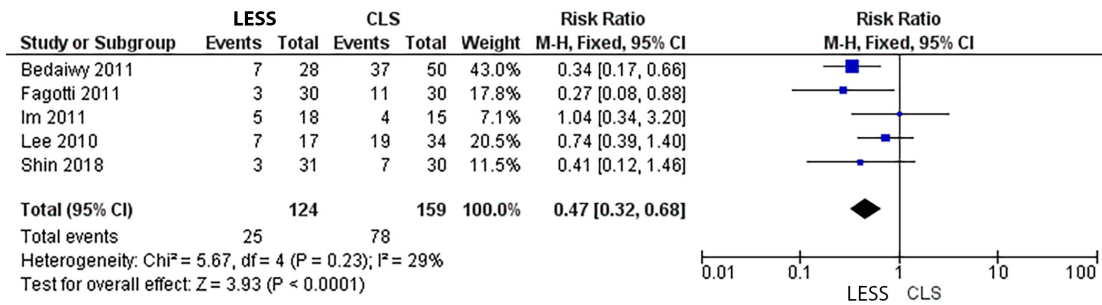 LESS CLS Risk Ratio Risk Ratio
Study or Subgroup Events Total Events Total Weight M-H, Fixed, 95% CI M-H, Fixed, 95% CI
Bedaiwy 2011 7 28 37 50 43.0% 0.34 [0.17, 0.66]
Fagotti 2011 3 30 11 30 17.8% 0.27 [0.08, 0.88]
Im 2011 5 18 4 15 7.1% 1.04 [0.34, 3.20]
Lee 2010 7 17 19 34 20.5% 0.74 [0.39, 1.40]
Shin 2018 3 31 7 30 11.5% 0.41 [0.12, 1.46]
Total (95% CI) 124 159 100.0% 0.47 [0.32, 0.68]
Total events 25 78
Heterogeneity: Chi² = 5.67, df = 4 (P = 0.23); I² = 29%
Test for overall effect: Z = 3.93 (P < 0.0001)
0.01 0.1 1 10 100
LESS CLS